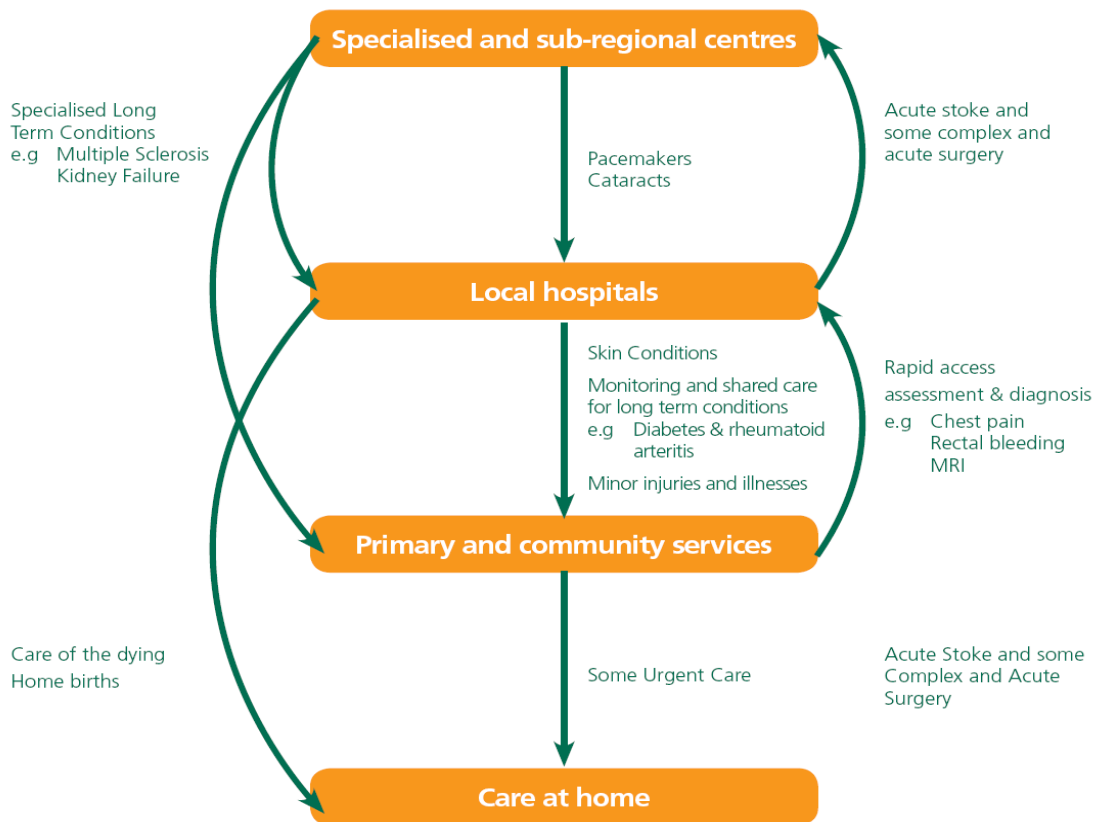 Specialised and sub-regional centres
Specialised Long
Term Conditions
e.g Multiple Sclerosis
Kidney Failure
Pacemakers
Cataracts
Acute stoke and
some complex and
acute surgery
Local hospitals
Skin Conditions
Monitoring and shared care
for long term conditions
e.g Diabetes & rheumatoid
arteritis
Minor injuries and illnesses
Rapid access
assessment & diagnosis
e.g Chest pain
Rectal bleeding
MRI
Primary and community services
Care of the dying
Home births
Some Urgent Care
Acute Stoke and some
Complex and Acute
Surgery
Care at home